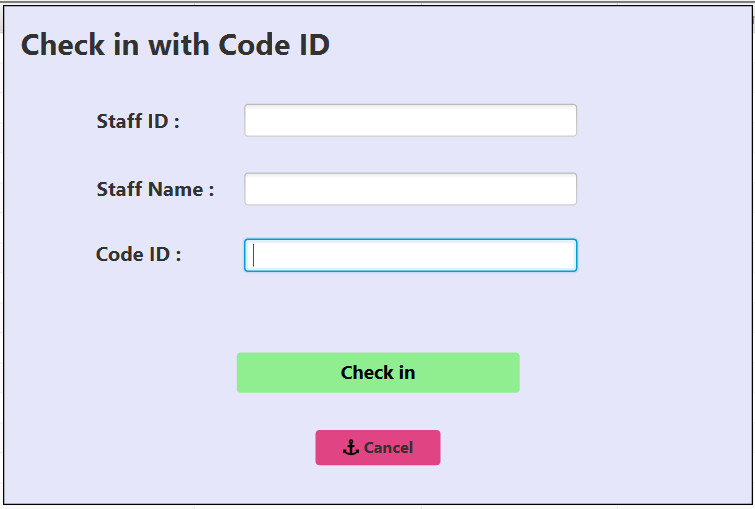 Check in with Code ID
Staff ID :
Staff Name :
Code ID :
Check in
Cancel